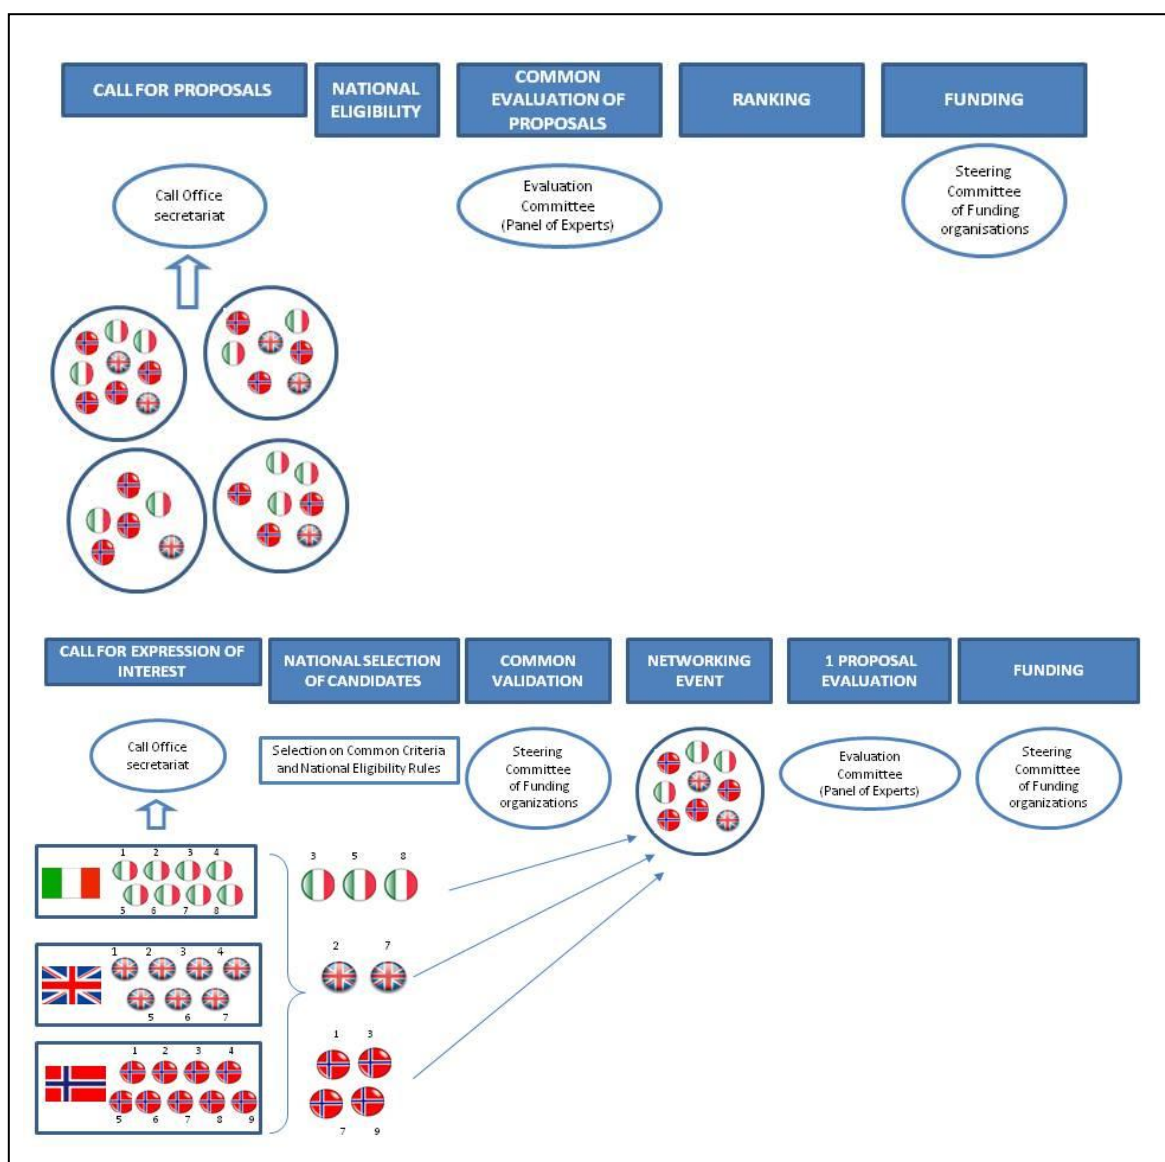 CALL FOR PROPOSALS
NATIONAL
ELIGIBILITY
COMMON
EVALUATION OF
PROPOSALS
RANKING
FUNDING
Call Office
secretariat
Evaluation
Committee
(Panel of Experts)
Steering
Committee
of Funding
organisations
CALL FOR EXPRESSION OF
INTEREST
NATIONAL SELECTION
OF CANDIDATES
COMMON
VALIDATION
NETWORKING
EVENT
1 PROPOSAL
EVALUATION
FUNDING
Call Office
secretariat
Selection on Common Criteria
and National Eligibility Rules
Steering
Committee
of Funding
organizations
Evaluation
Committee
(Panel of Experts)
Steering
Committee
of Funding
organizations
1 2 3 4
5 6 7 8
3 5 8
1 2 3 4
5 6 7
2 7
1 2 3 4
5 6 7 8 9
1 3
7 9